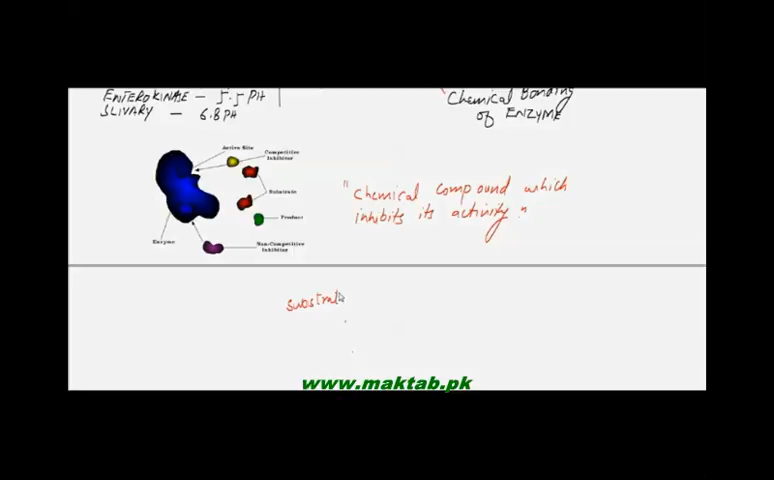 ENTEROKINASE — 5.5 PH
SLIVARY — 6.8 PH
Chemical Bonding
of ENZYME
Active Site
Competitive
Inhibitor
Substrate
Product
Enzyme
Non-Competitive
Inhibitor
"Chemical compound which
inhibits its activity."
Substrat
www.maktab.pk